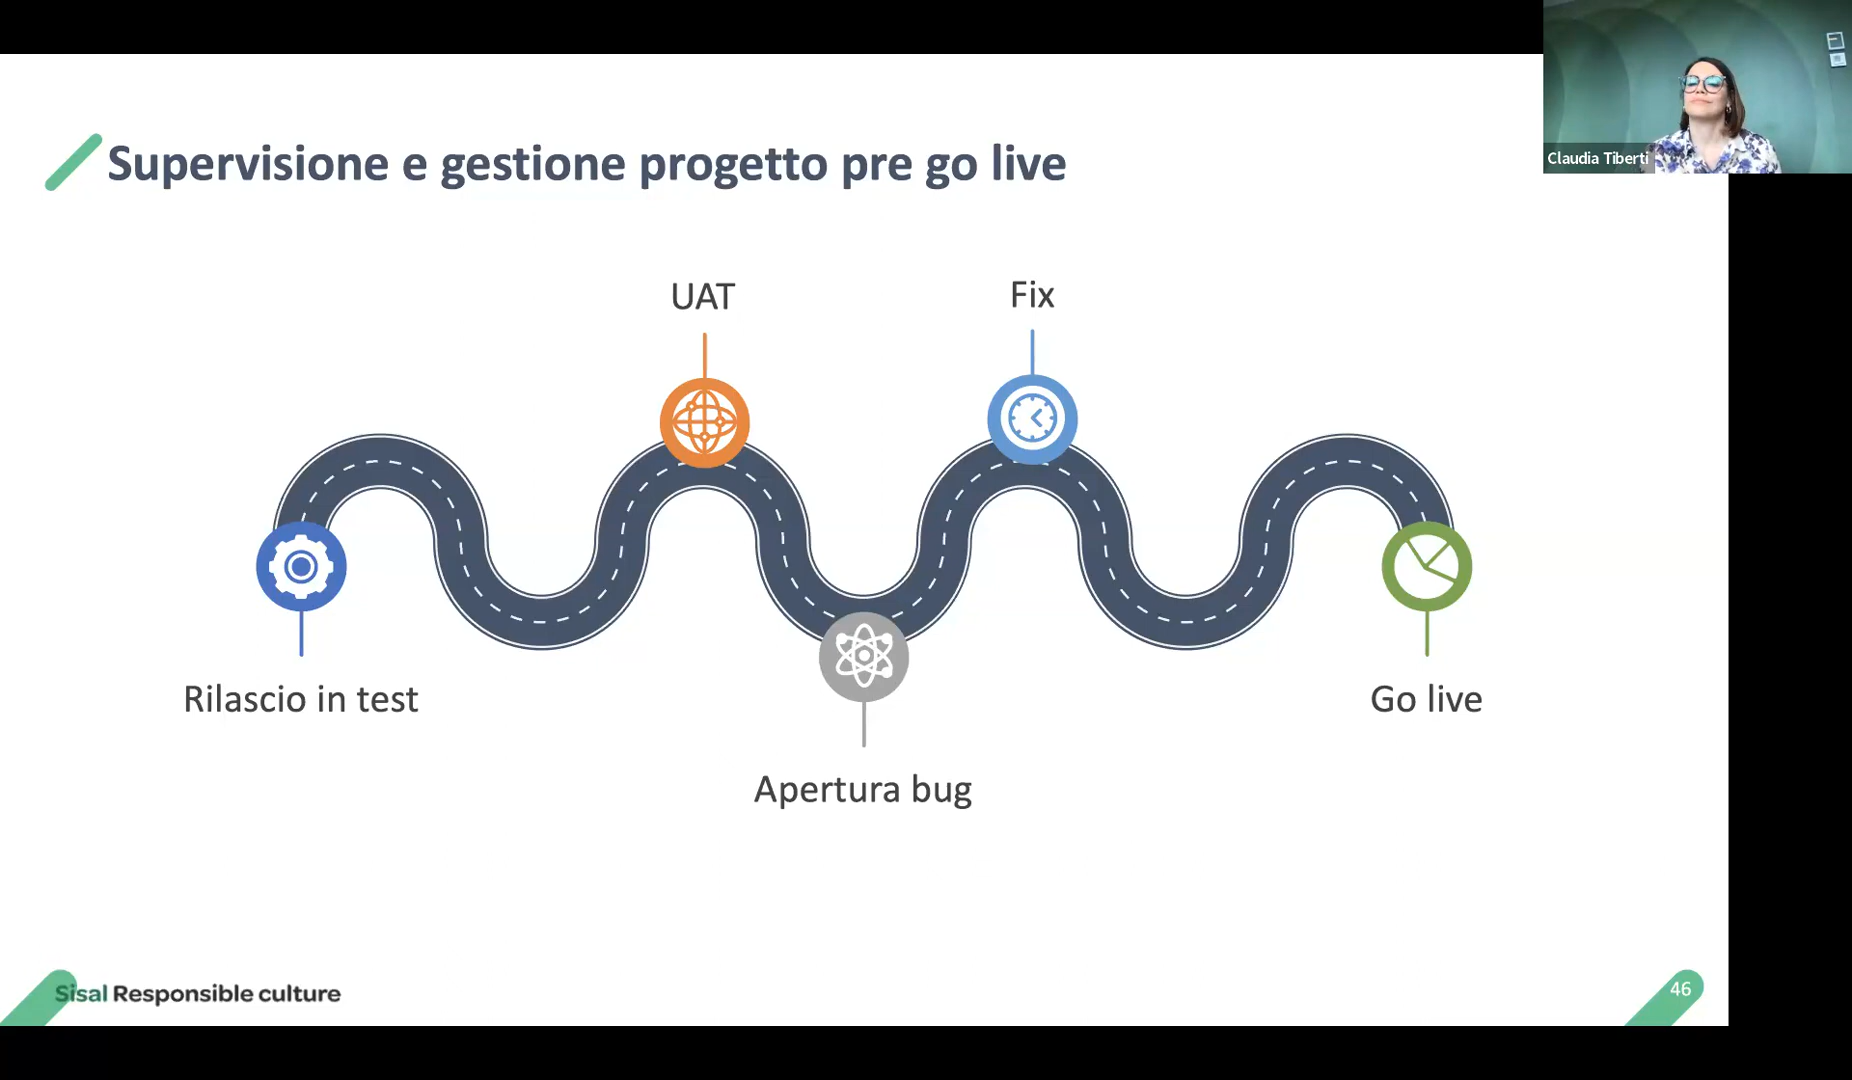 Claudia Tiberti
Supervisione e gestione progetto pre go live
UAT
Fix
Rilascio in test
Go live
Apertura bug
Sisal Responsible culture
46